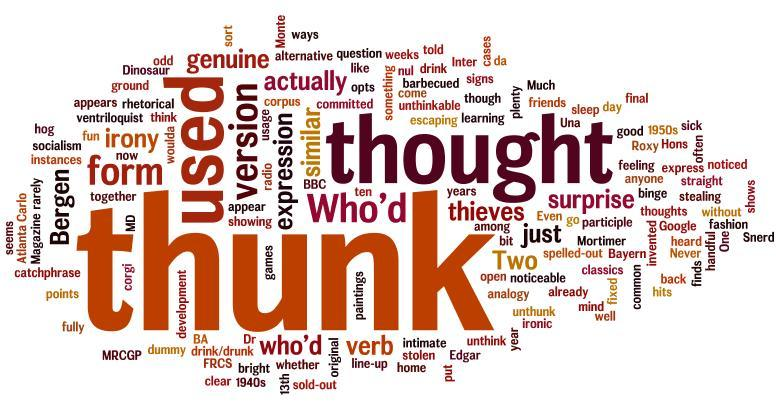 sort
Monte
ways
genuine
alternative
question
weeks
told
Inter
cases
da
odd
Dinosaur
ground
actually
like
opts
something
nul
drink
signs
barbecued
come
unthinkable
though
plenty
Much
friends
sleep
day
final
appears
rhetorical
ventriloquist
think
woulda
used
version
usage
corpus
radio
expression
similar
committed
escaping
learning
Una
good
1950s
sick
hog
socialism
instances
fun
irony
now
form
together
BBC
ten
thought
Roxy
Hons
often
feeling
express
noticed
anyone
straight
surprise
binge
stealing
shows
Bergen
Magazine
rarely
Atlanta
Carlo
seems
MD
appear
showing
Who'd
years
thieves
among
bit
just
Even
go
participle
thoughts
without
Google
fashion
Snerd
catchphrase
corgi
thunk
games
paintings
development
Two
Mortimer
spelled-out
Bayern
invented
heard
Never
handful
One
finds
open
noticeable
classics
analogy
already
fixed
common
back
hits
points
fully
unthunk
ironic
mind
well
year
MRCGP
dummy
BA
drink/drunk
FRCS
Dr
who'd
verb
intimate
unthink
clear
1940s
bright
13th
whether
sold-out
original
line-up
stolen
home
Edgar
put